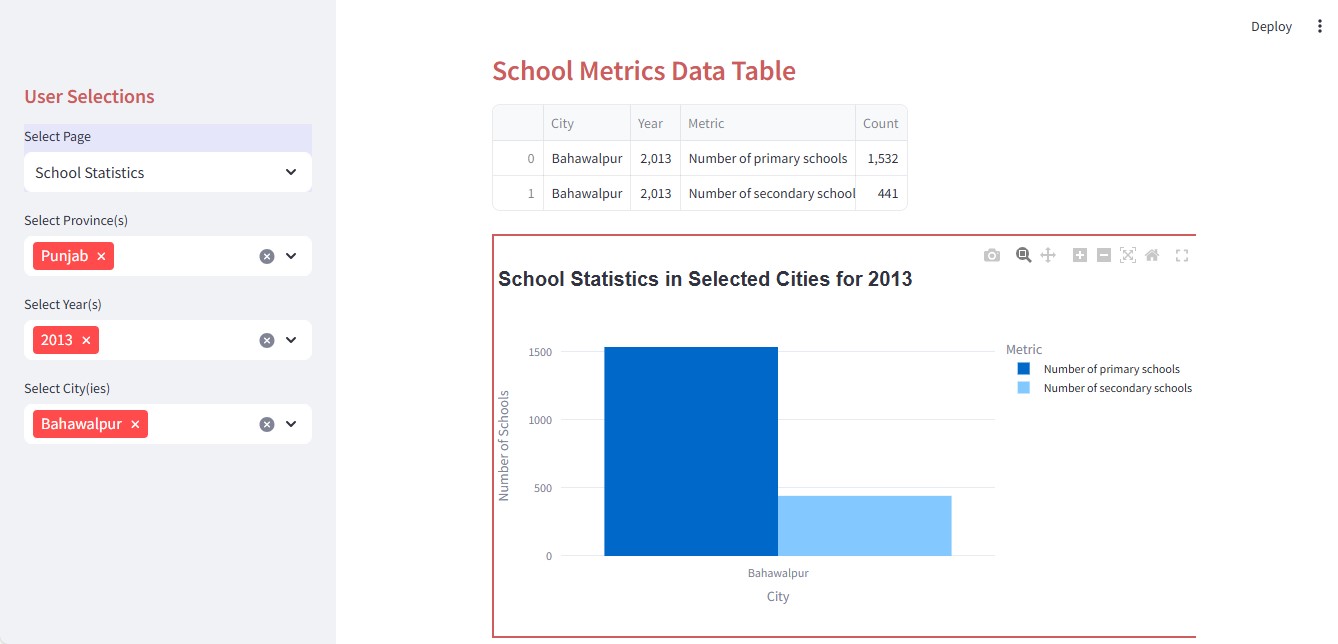 Deploy
User Selections
Select Page
School Statistics
Select Province(s)
Punjab ×
Select Year(s)
2013 ×
Select City(ies)
Bahawalpur ×
School Metrics Data Table
City Year Metric Count
0 Bahawalpur 2,013 Number of primary schools 1,532
1 Bahawalpur 2,013 Number of secondary school 441
School Statistics in Selected Cities for 2013
Number of Schools
1500
1000
500
0
Bahawalpur
City
Metric
Number of primary schools
Number of secondary schools